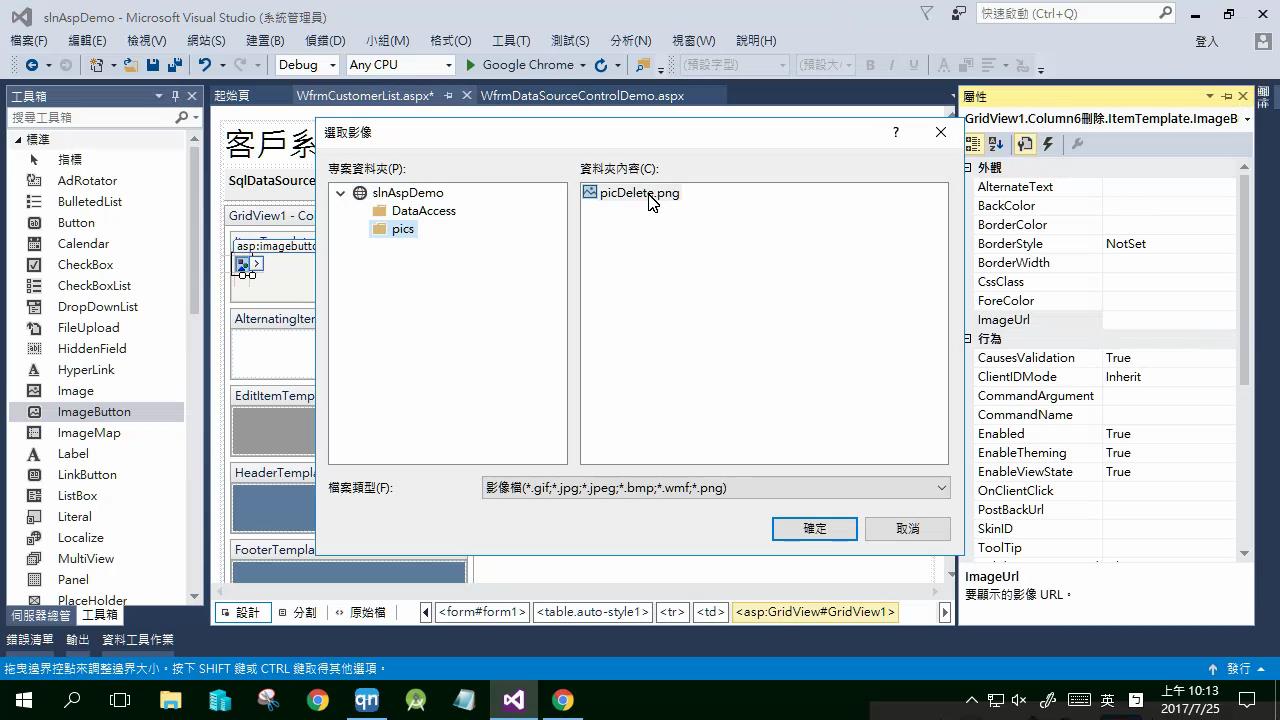 slnAspDemo - Microsoft Visual Studio (系統管理員)
快速啟動 (Ctrl+Q)
檔案(F) 編輯(E) 檢視(V) 網站(S) 建置(B) 偵錯(D) 小組(M) 格式(O) 工具(T) 測試(S) 分析(N) 視窗(W) 說明(H) 登入
Debug Any CPU Google Chrome (預設字型) (預設大
工具箱
搜尋工具箱
標準
指標
AdRotator
BulletedList
Button
Calendar
CheckBox
CheckBoxList
DropDownList
FileUpload
HiddenField
HyperLink
Image
ImageButton
ImageMap
Label
LinkButton
ListBox
Literal
Localize
MultiView
Panel
PlaceHolder
伺服器總管 工具箱
起始頁 WfrmCustomerList.aspx* WfrmDataSourceControlDemo.aspx
客戶系
SqlDataSource
GridView1 - Co
asp:imagebutto
AlternatingIter
EditItemTemp
HeaderTempla
FooterTempla
選取影像
專案資料夾(P): 資料夾內容(C):
slnAspDemo
DataAccess
pics
picDelete.png
檔案類型(F): 影像檔(*.gif;*.jpg;*.jpeg;*.bmp;*.wmf;*.png)
確定 取消
設計 分割 原始檔 <form#form1> <table.auto-style1> <tr> <td> <asp:GridView#GridView1>
屬性
GridView1.Column6刪除.ItemTemplate.ImageB
外觀
AlternateText
BackColor
BorderColor
BorderStyle NotSet
BorderWidth
CssClass
ForeColor
ImageUrl
行為
CausesValidation True
ClientIDMode Inherit
CommandArgument
CommandName
Enabled True
EnableTheming True
EnableViewState True
OnClientClick
PostBackUrl
SkinID
ToolTip
ImageUrl
要顯示的影像 URL。
錯誤清單 輸出 資料工具作業
拖曳邊界控點來調整邊界大小。按下 SHIFT 鍵或 CTRL 鍵取得其他選項。 發行
英
上午 10:13
2017/7/25